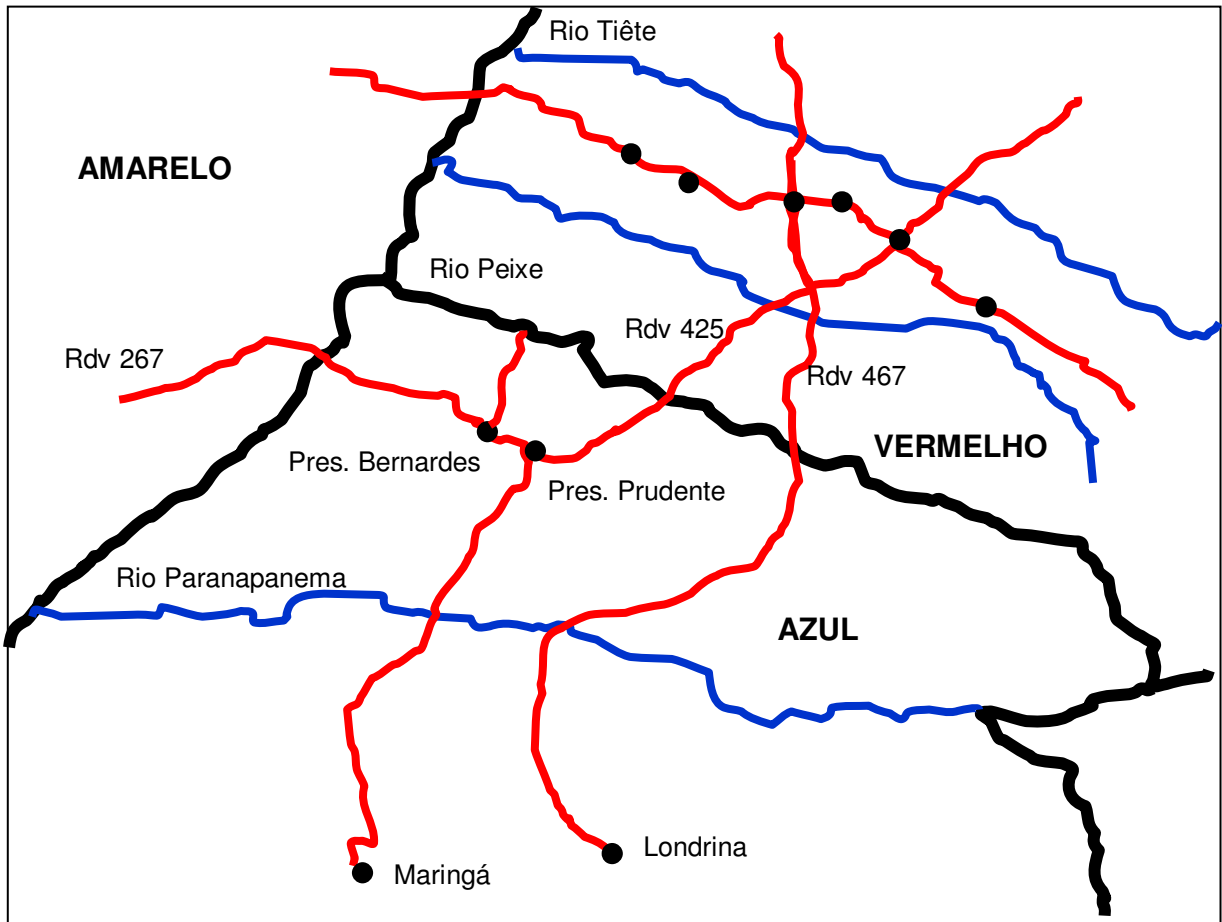 Rio Tiête
AMARELO
Rio Peixe
Rdv 425
Rdv 267
Rdv 467
VERMELHO
Pres. Bernardes
Pres. Prudente
Rio Paranapanema
AZUL
Londrina
Maringá